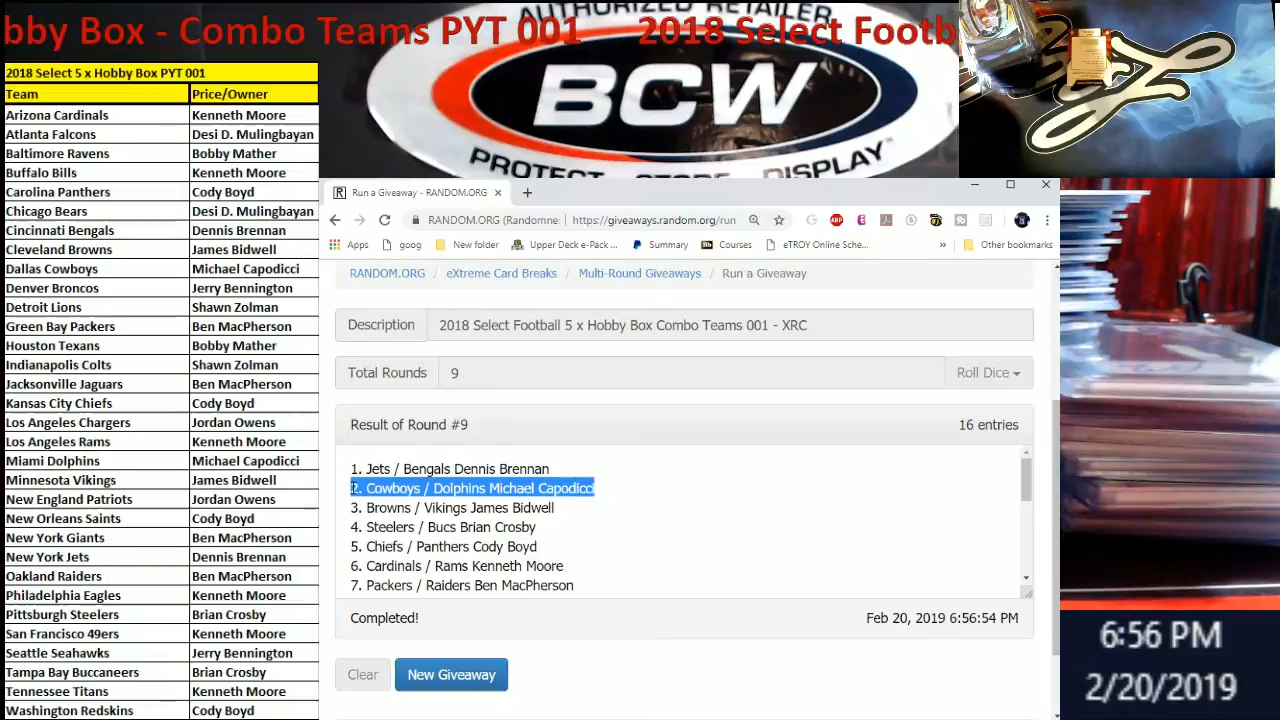 bby Box - Combo Teams PYT 001 2018 Select Footb
AUTHORIZED RETAILER
BCW
PROTECT STORE DISPLAY
2018 Select 5 x Hobby Box PYT 001
Team Price/Owner
Arizona Cardinals Kenneth Moore
Atlanta Falcons Desi D. Mulingbayan
Baltimore Ravens Bobby Mather
Buffalo Bills Kenneth Moore
Carolina Panthers Cody Boyd
Chicago Bears Desi D. Mulingbayan
Cincinnati Bengals Dennis Brennan
Cleveland Browns James Bidwell
Dallas Cowboys Michael Capodicci
Denver Broncos Jerry Bennington
Detroit Lions Shawn Zolman
Green Bay Packers Ben MacPherson
Houston Texans Bobby Mather
Indianapolis Colts Shawn Zolman
Jacksonville Jaguars Ben MacPherson
Kansas City Chiefs Cody Boyd
Los Angeles Chargers Jordan Owens
Los Angeles Rams Kenneth Moore
Miami Dolphins Michael Capodicci
Minnesota Vikings James Bidwell
New England Patriots Jordan Owens
New Orleans Saints Cody Boyd
New York Giants Ben MacPherson
New York Jets Dennis Brennan
Oakland Raiders Ben MacPherson
Philadelphia Eagles Kenneth Moore
Pittsburgh Steelers Brian Crosby
San Francisco 49ers Kenneth Moore
Seattle Seahawks Jerry Bennington
Tampa Bay Buccaneers Brian Crosby
Tennessee Titans Kenneth Moore
Washington Redskins Cody Boyd
Run a Giveaway - RANDOM.ORG
RANDOM.ORG (Randomne https://giveaways.random.org/run
Apps goog New folder Upper Deck e-Pack ... Summary Courses eTROY Online Sche... » Other bookmarks
RANDOM.ORG / eXtreme Card Breaks / Multi-Round Giveaways / Run a Giveaway
Description 2018 Select Football 5 x Hobby Box Combo Teams 001 - XRC
Total Rounds 9 Roll Dice
Result of Round #9 16 entries
1. Jets / Bengals Dennis Brennan
2. Cowboys / Dolphins Michael Capodicci
3. Browns / Vikings James Bidwell
4. Steelers / Bucs Brian Crosby
5. Chiefs / Panthers Cody Boyd
6. Cardinals / Rams Kenneth Moore
7. Packers / Raiders Ben MacPherson
Completed! Feb 20, 2019 6:56:54 PM
Clear New Giveaway
6:56 PM
2/20/2019